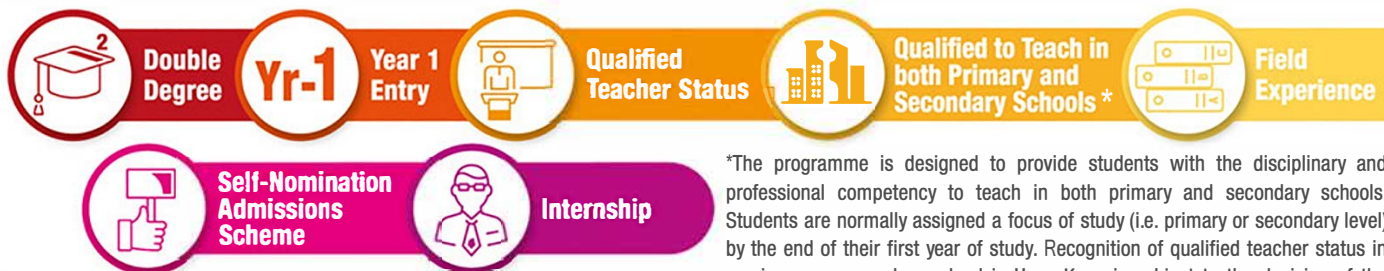 2
Double
Degree
Yr-1
Year 1
Entry
Qualified
Teacher Status
Qualified to Teach in
both Primary and
Secondary Schools *
Field
Experience
Self-Nomination
Admissions
Scheme
Internship
*The programme is designed to provide students with the disciplinary and
professional competency to teach in both primary and secondary schools
Students are normally assigned a focus of study (i.e. primary or secondary level)
by the end of their first year of study. Recognition of qualified teacher status in